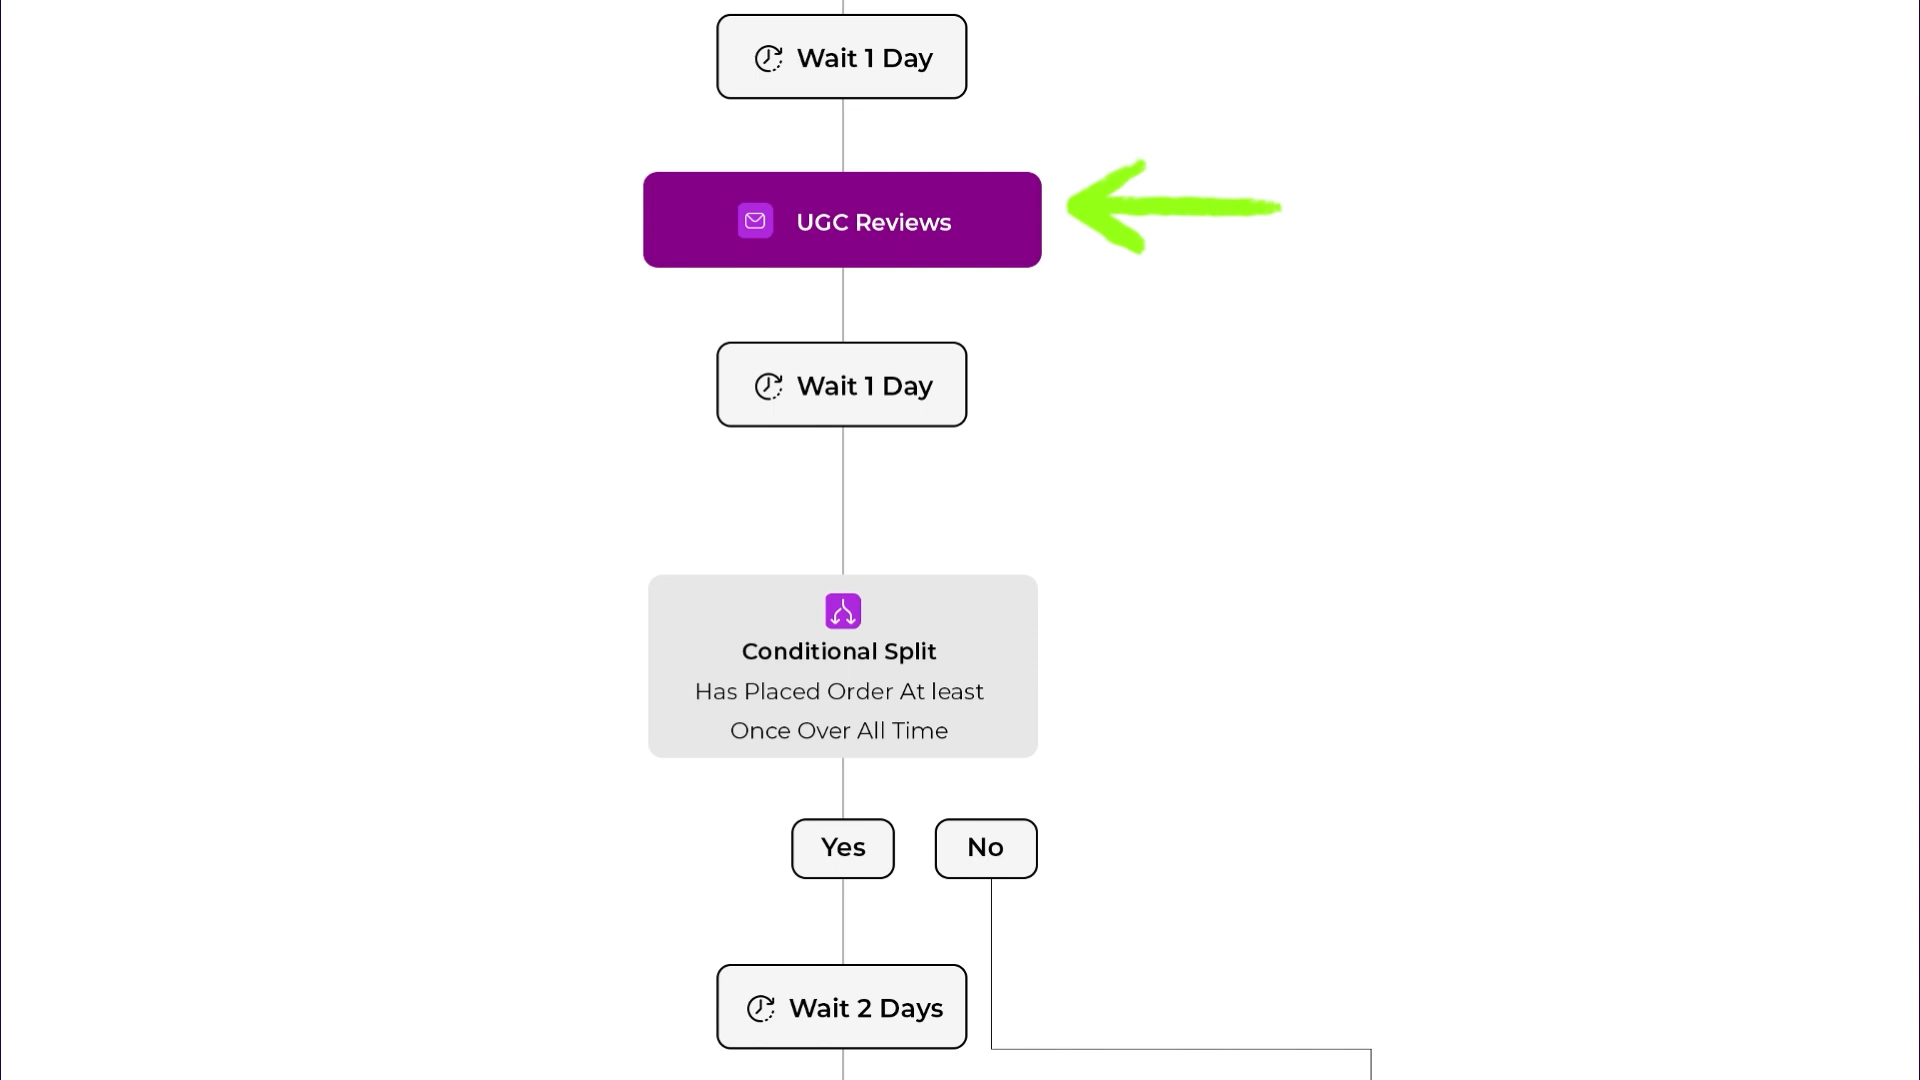 Wait 1 Day
UGC Reviews
Wait 1 Day
Conditional Split
Has Placed Order At least
Once Over All Time
Yes
No
Wait 2 Days